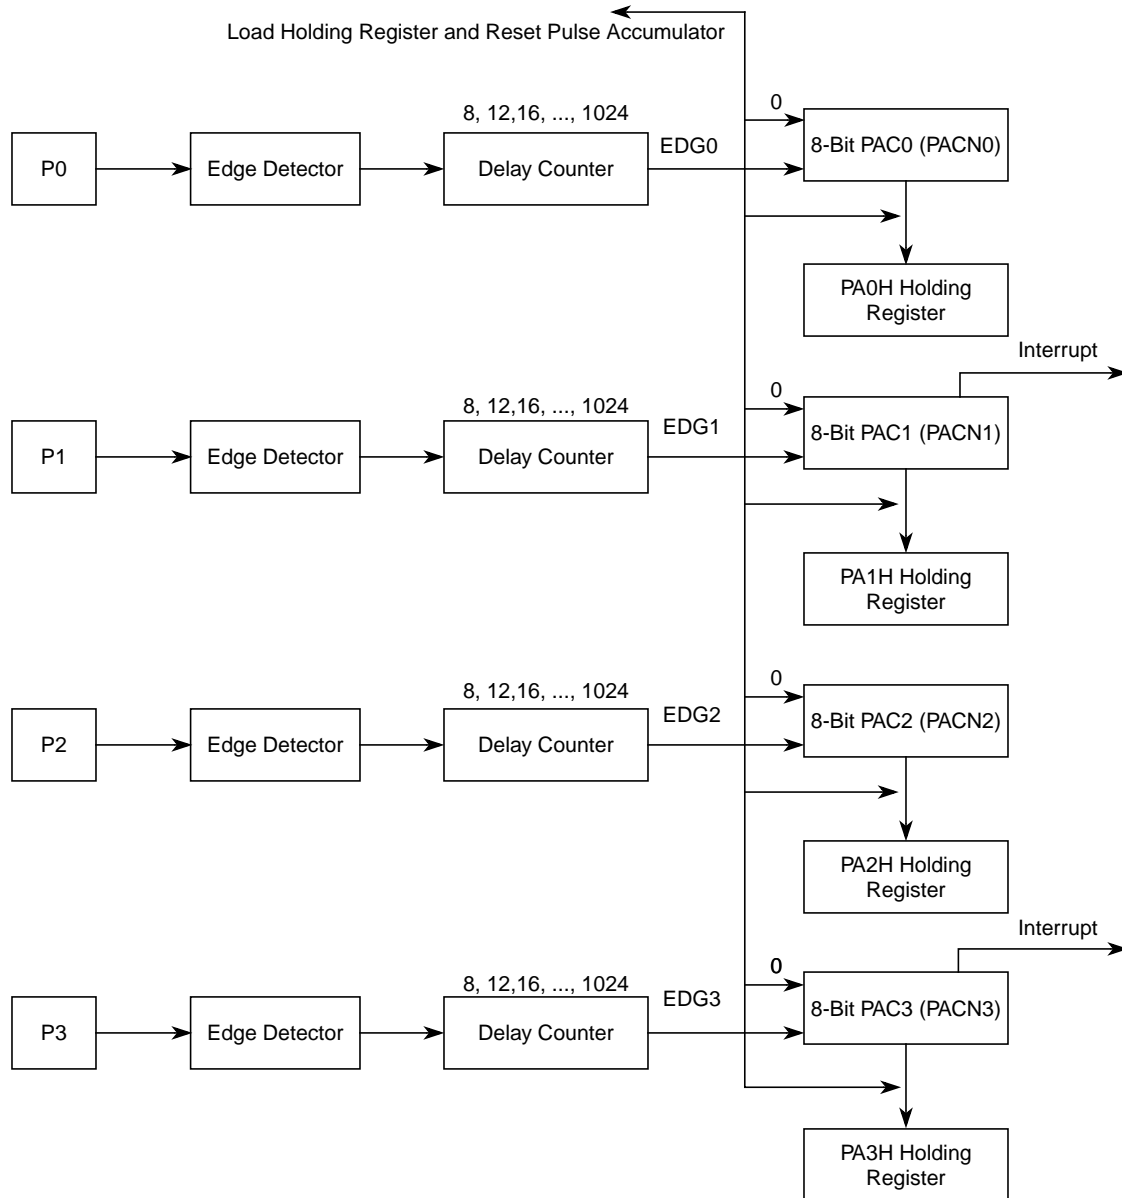 Load Holding Register and Reset Pulse Accumulator
8, 12,16, ..., 1024
0
P0
Edge Detector
Delay Counter
EDG0
8-Bit PAC0 (PACN0)
PA0H Holding
Register
Interrupt
8, 12,16, ..., 1024
0
P1
Edge Detector
Delay Counter
EDG1
8-Bit PAC1 (PACN1)
PA1H Holding
Register
8, 12,16, ..., 1024
0
P2
Edge Detector
Delay Counter
EDG2
8-Bit PAC2 (PACN2)
PA2H Holding
Register
Interrupt
8, 12,16, ..., 1024
0
P3
Edge Detector
Delay Counter
EDG3
8-Bit PAC3 (PACN3)
PA3H Holding
Register